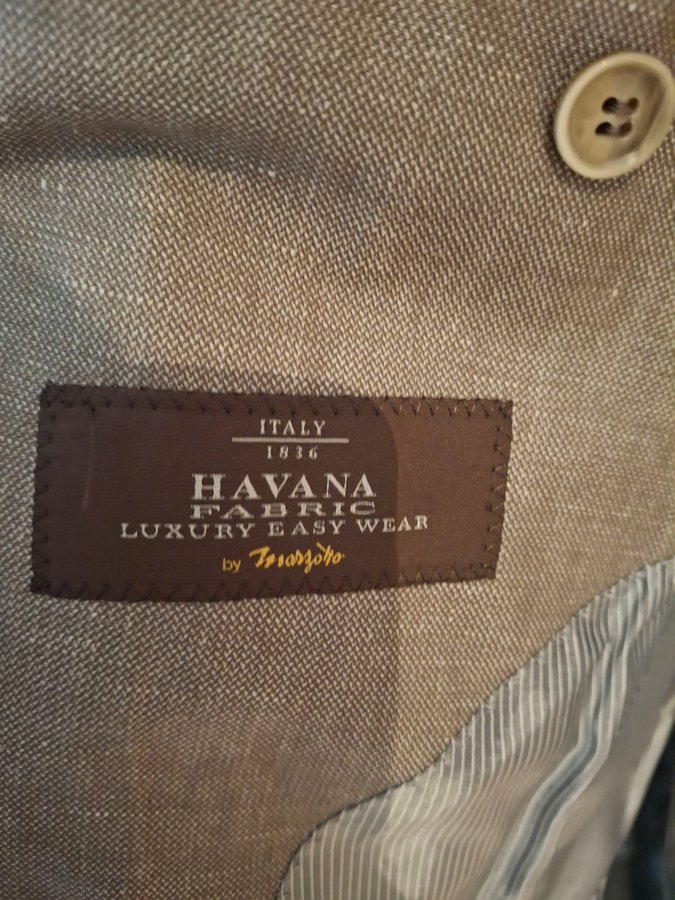 ITALY
1836
HAVANA
FABRIC
LUXURY EASY WEAR
by Marzotto